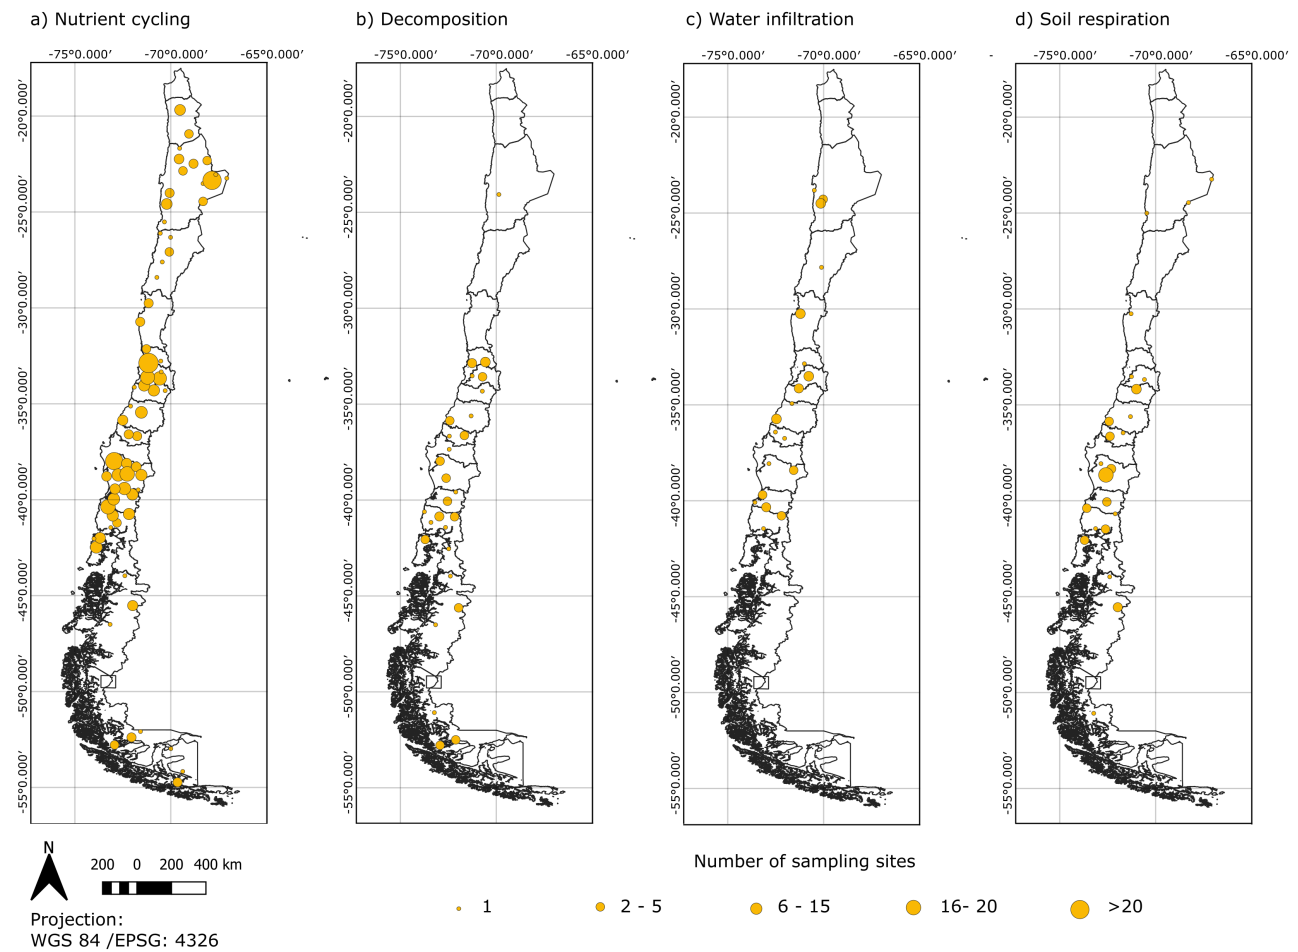 a) Nutrient cycling
b) Decomposition
c) Water infiltration
d) Soil respiration
-75°0.000′ -70°0.000′ -65°0.000′
-75°0.000′ -70°0.000′ -65°0.000′
-75°0.000′ -70°0.000′ -65°0.000′
-75°0.000′ -70°0.000′ -65°0.000′
-20°0.000′
-25°0.000′
-30°0.000′
-35°0.000′
-40°0.000′
-45°0.000′
-50°0.000′
-55°0.000′
-20°0.000′
-25°0.000′
-30°0.000′
-35°0.000′
-40°0.000′
-45°0.000′
-50°0.000′
-55°0.000′
-20°0.000′
-25°0.000′
-30°0.000′
-35°0.000′
-40°0.000′
-45°0.000′
-50°0.000′
-55°0.000′
-20°0.000′
-25°0.000′
-30°0.000′
-35°0.000′
-40°0.000′
-45°0.000′
-50°0.000′
-55°0.000′
N
200 0 200 400 km
Projection:
WGS 84 /EPSG: 4326
Number of sampling sites
1 2 - 5 6 - 15 16- 20 >20